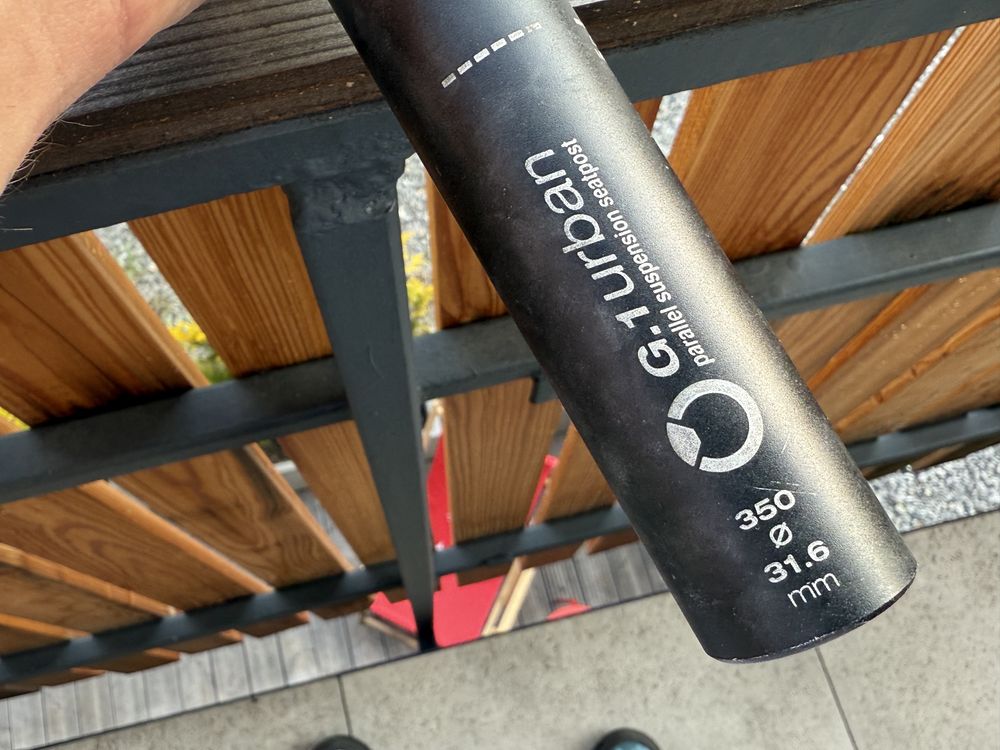 G.1 urban
parallel suspension seatpost
350
Ø
31.6
mm